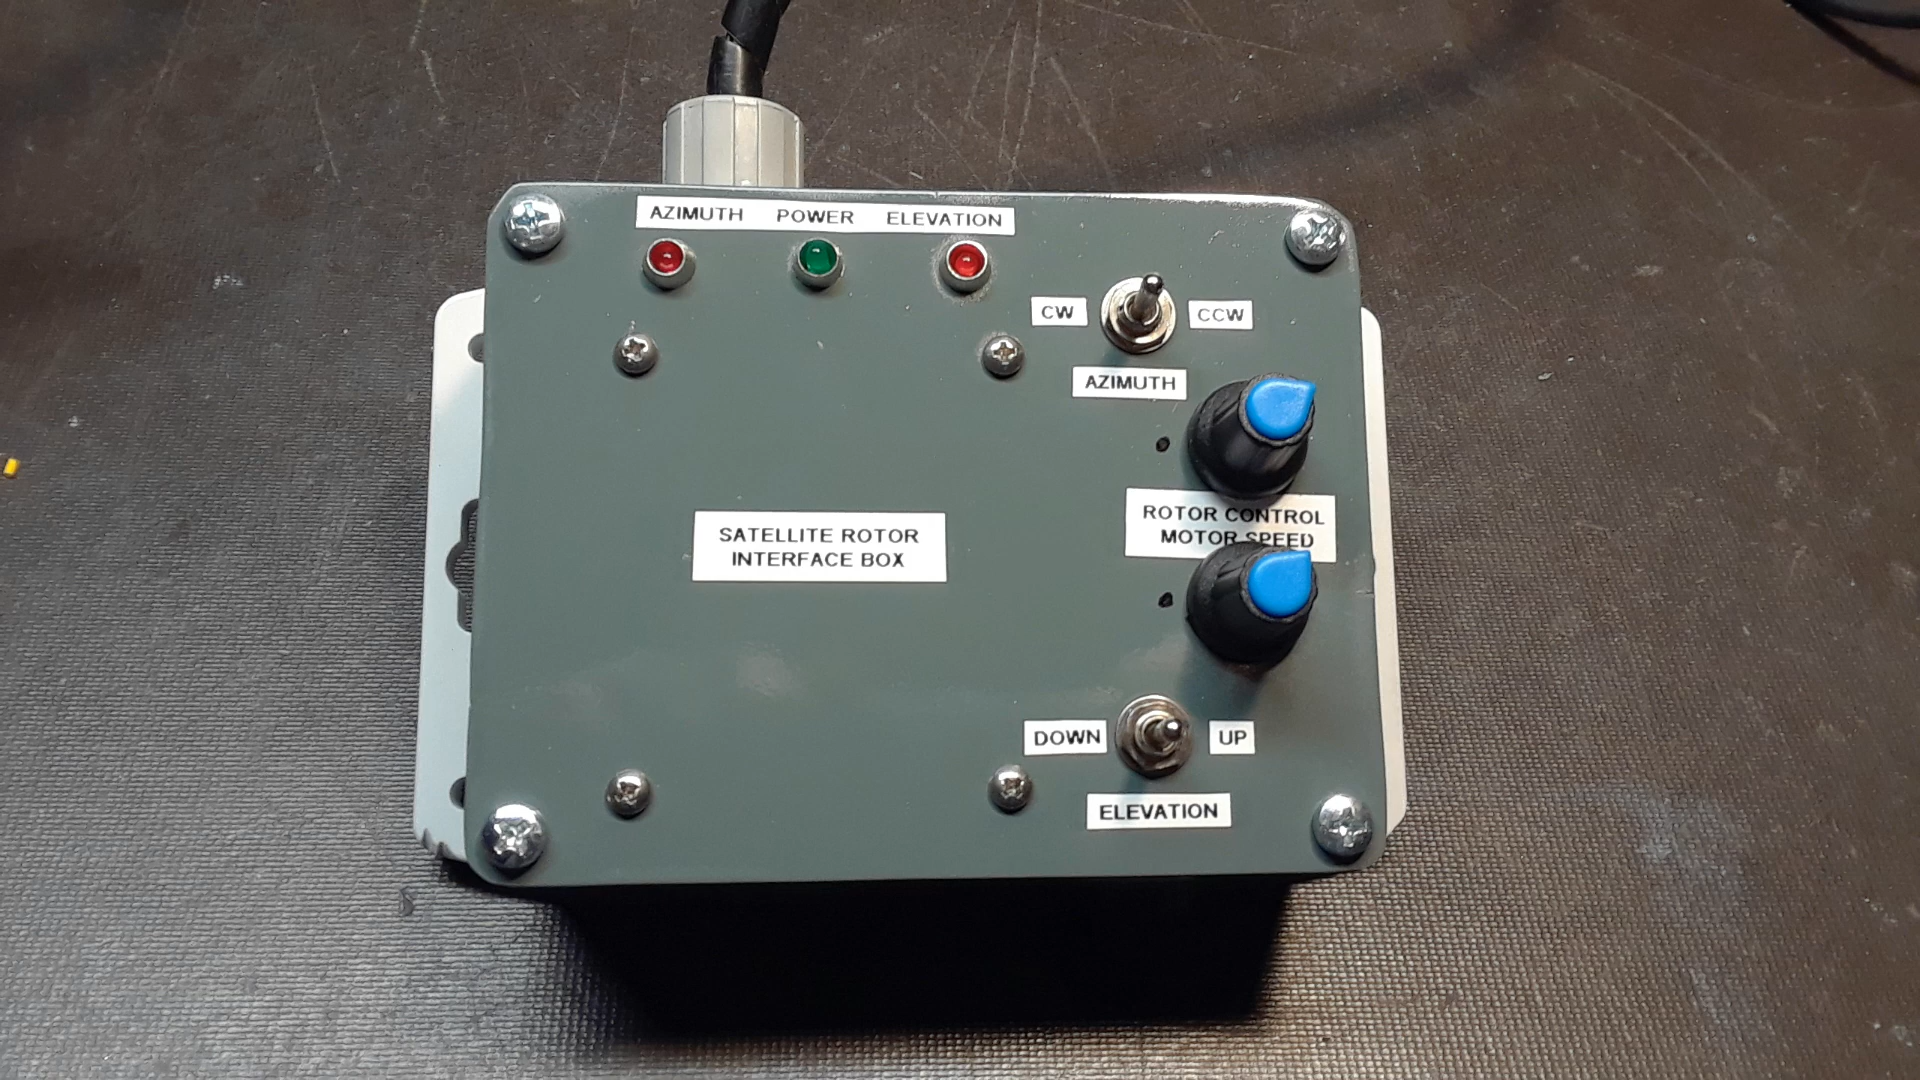 AZIMUTH POWER ELEVATION
CW
CCW
AZIMUTH
ROTOR CONTROL
MOTOR SPEED
SATELLITE ROTOR
INTERFACE BOX
DOWN
UP
ELEVATION